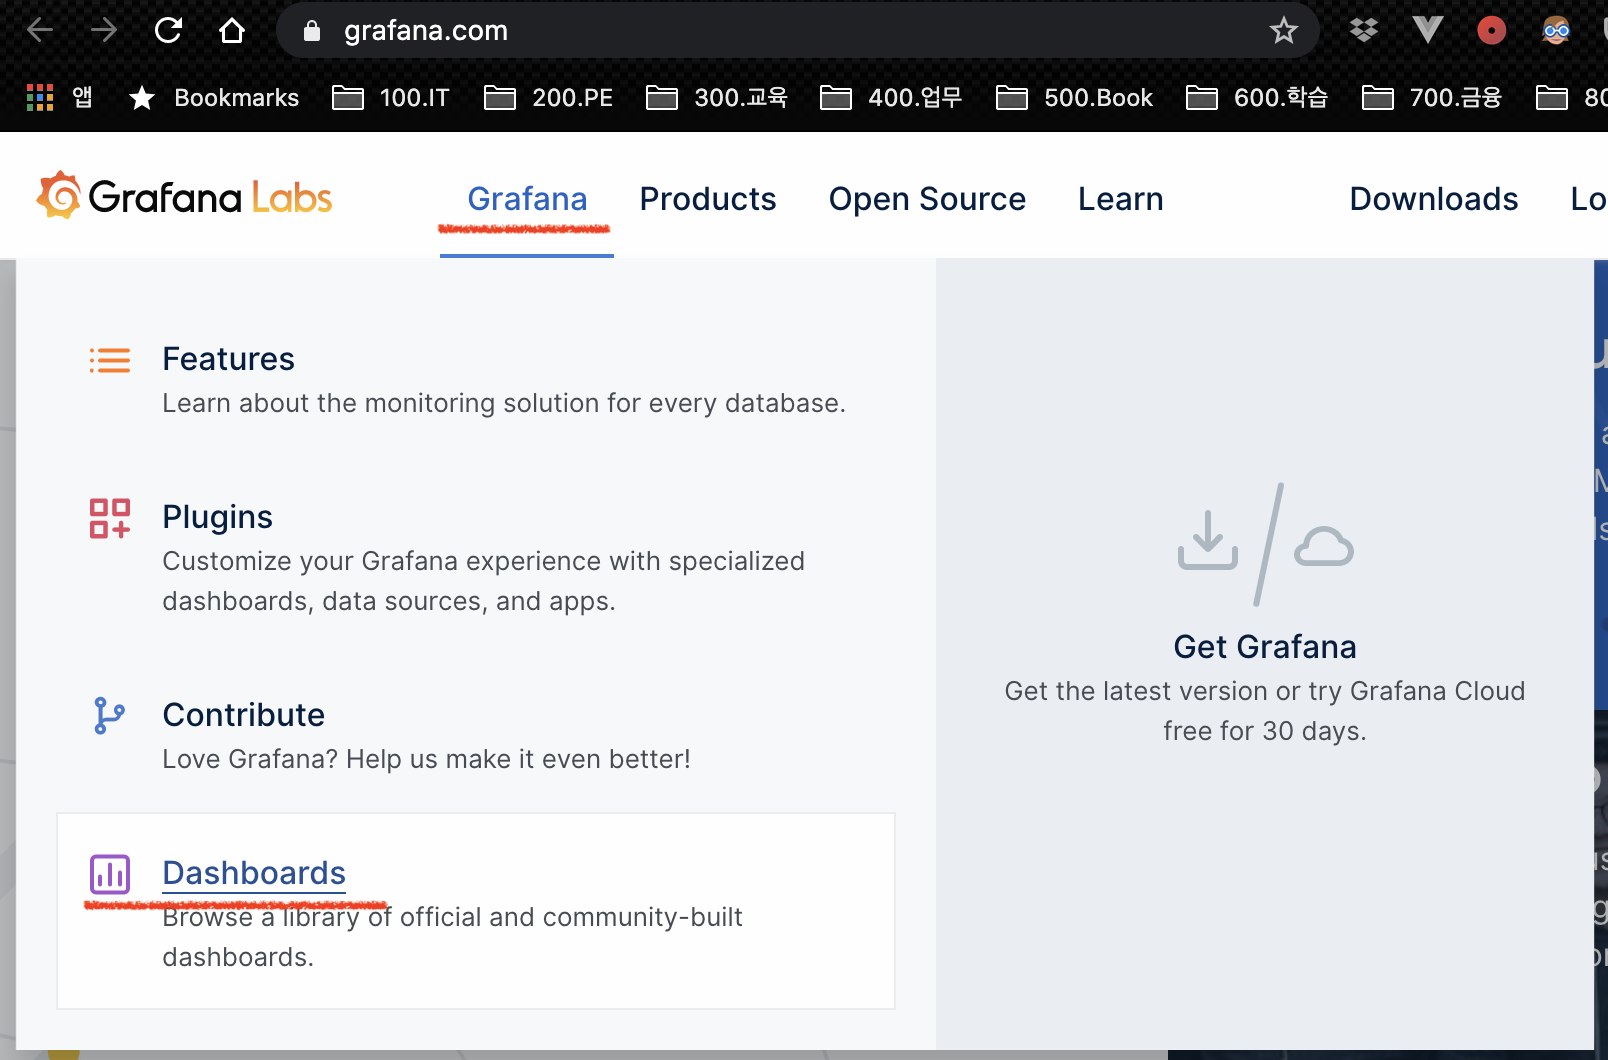 grafana.com
앱 Bookmarks 100.IT 200.PE 300.교육 400.업무 500.Book 600.학습 700.금융 80
Grafana Labs Grafana Products Open Source Learn Downloads Lo
Features
Learn about the monitoring solution for every database.
Plugins
Customize your Grafana experience with specialized
dashboards, data sources, and apps.
Contribute
Love Grafana? Help us make it even better!
Dashboards
Browse a library of official and community-built
dashboards.
Get Grafana
Get the latest version or try Grafana Cloud
free for 30 days.